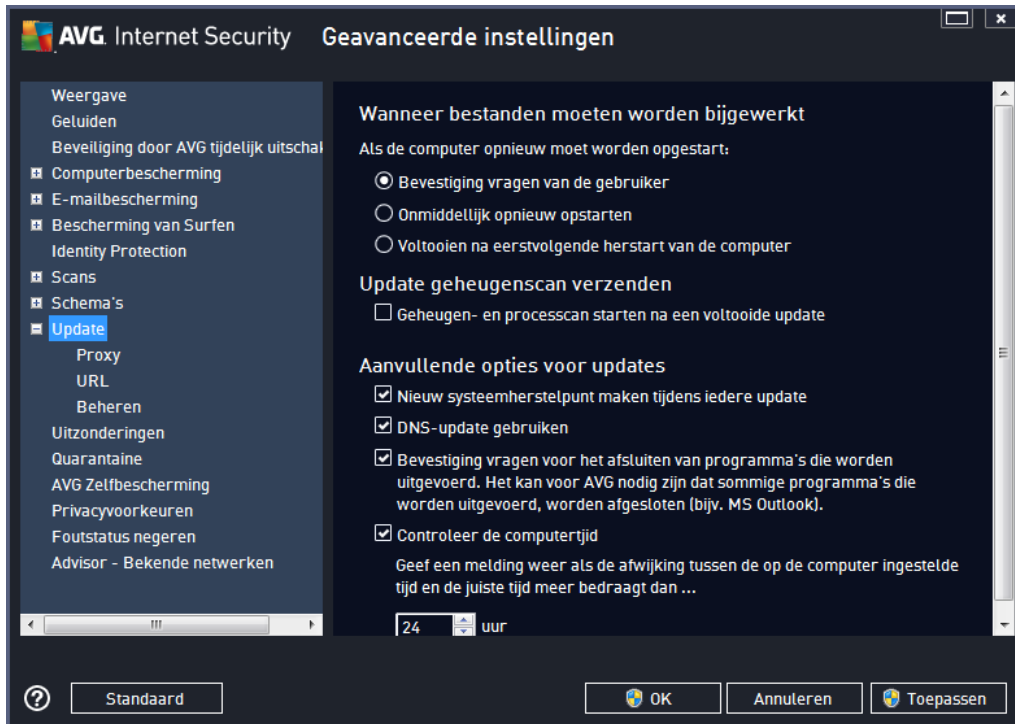 AVG. Internet Security
Geavanceerde instellingen
Weergave
Geluiden
Beveiliging door AVG tijdelijk uitschak
Computerbescherming
E-mailbescherming
Bescherming van Surfen
Identity Protection
Scans
Schema's
Update
Proxy
URL
Beheren
Uitzonderingen
Quarantaine
AVG Zelfbescherming
Privacyvoorkeuren
Foutstatus negeren
Advisor - Bekende netwerken
Wanneer bestanden moeten worden bijgewerkt
Als de computer opnieuw moet worden opgestart:
Bevestiging vragen van de gebruiker
Onmiddellijk opnieuw opstarten
Voltooien na eerstvolgende herstart van de computer
Update geheugenscan verzenden
Geheugen- en processcan starten na een voltooide update
Aanvullende opties voor updates
Nieuw systeemherstelpunt maken tijdens iedere update
DNS-update gebruiken
Bevestiging vragen voor het afsluiten van programma's die worden
uitgevoerd. Het kan voor AVG nodig zijn dat sommige programma's die
worden uitgevoerd, worden afgesloten (bijv. MS Outlook).
Controleer de computertjid
Geef een melding weer als de afwijking tussen de op de computer ingestelde
tijd en de juiste tijd meer bedraagt dan ...
24 uur
Standaard
OK
Annuleren
Toepassen